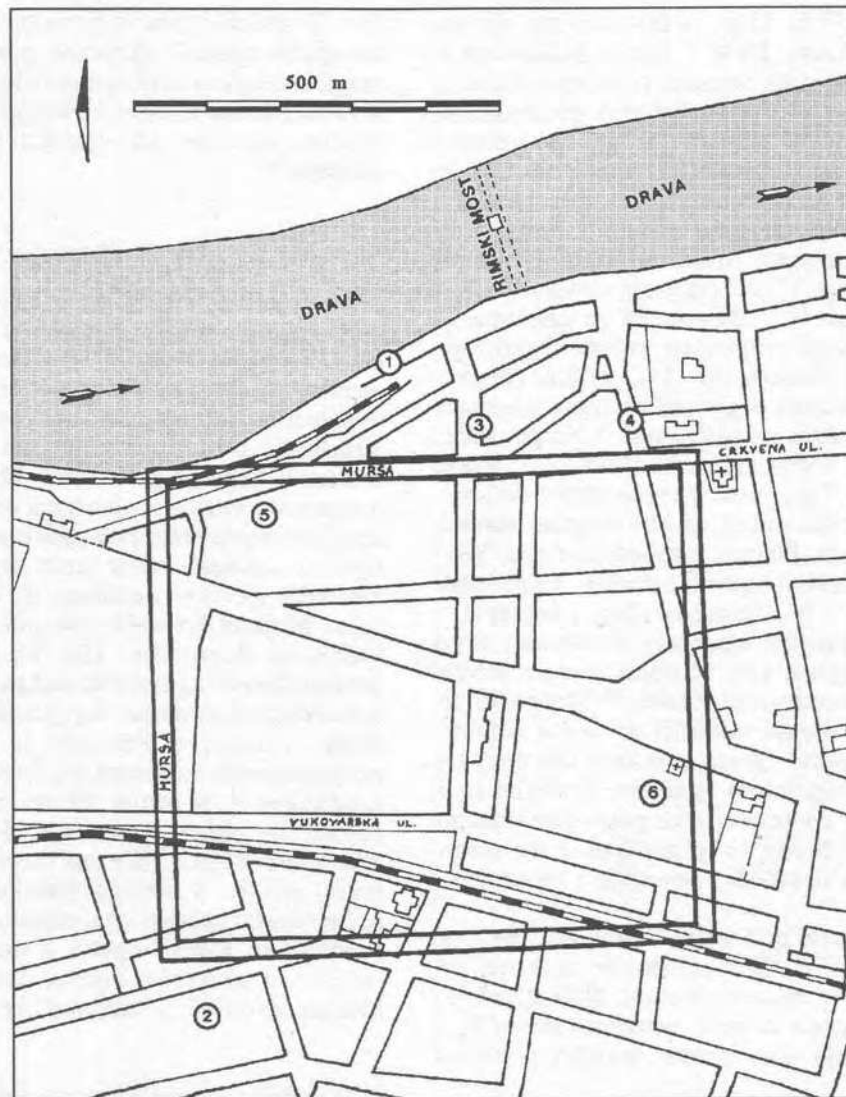 500 m
DRAVA
RIMSKI MOST
DRAVA
1
3
4
CRKVENA UL.
MURSA
5
MURSA
6
VUKOVARSKA UL.
2